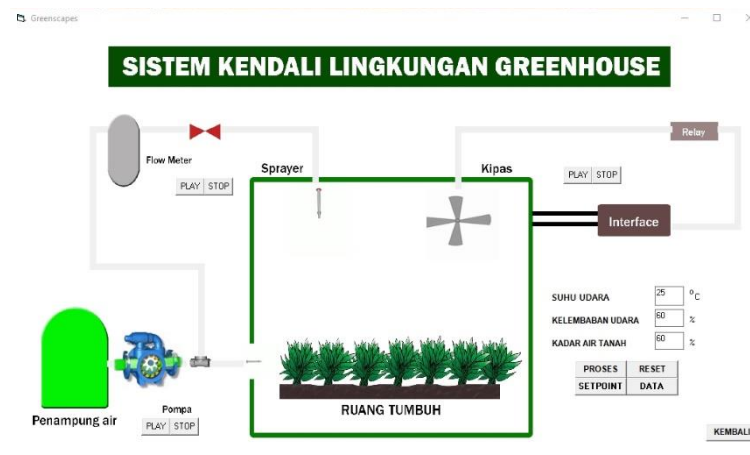 Greenscapes
SISTEM KENDALI LINGKUNGAN GREENHOUSE
Relay
Flow Meter
PLAY STOP
Sprayer
Kipas
PLAY STOP
Interface
SUHU UDARA 25 °C
KELEMBABAN UDARA 60 %
KADAR AIR TANAH 60 %
PROSES RESET
SETPOINT DATA
Penampung air
Pompa
PLAY STOP
RUANG TUMBUH
KEMBALI